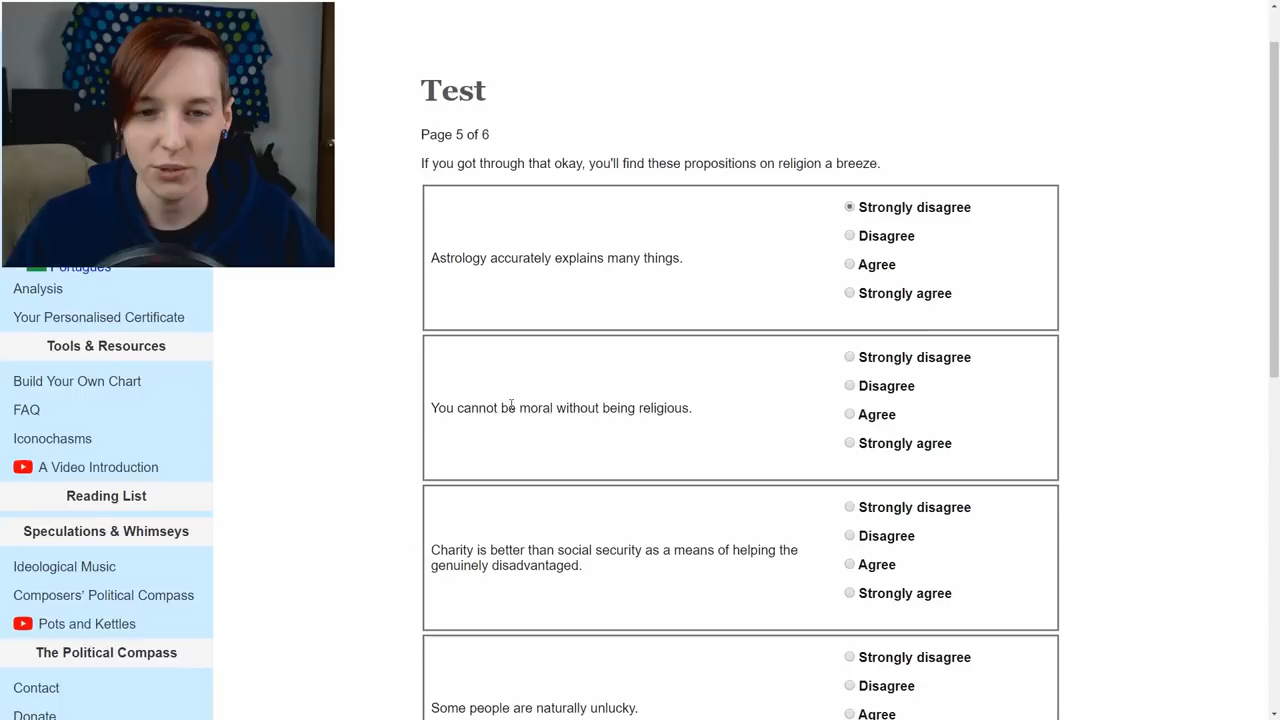 Test
Page 5 of 6
If you got through that okay, you'll find these propositions on religion a breeze.
Astrology accurately explains many things.
Strongly disagree
Disagree
Agree
Strongly agree
You cannot be moral without being religious.
Strongly disagree
Disagree
Agree
Strongly agree
Charity is better than social security as a means of helping the
genuinely disadvantaged.
Strongly disagree
Disagree
Agree
Strongly agree
Some people are naturally unlucky.
Strongly disagree
Disagree
Agree
Português
Analysis
Your Personalised Certificate
Tools & Resources
Build Your Own Chart
FAQ
Iconochasms
A Video Introduction
Reading List
Speculations & Whimseys
Ideological Music
Composers' Political Compass
Pots and Kettles
The Political Compass
Contact
Donate